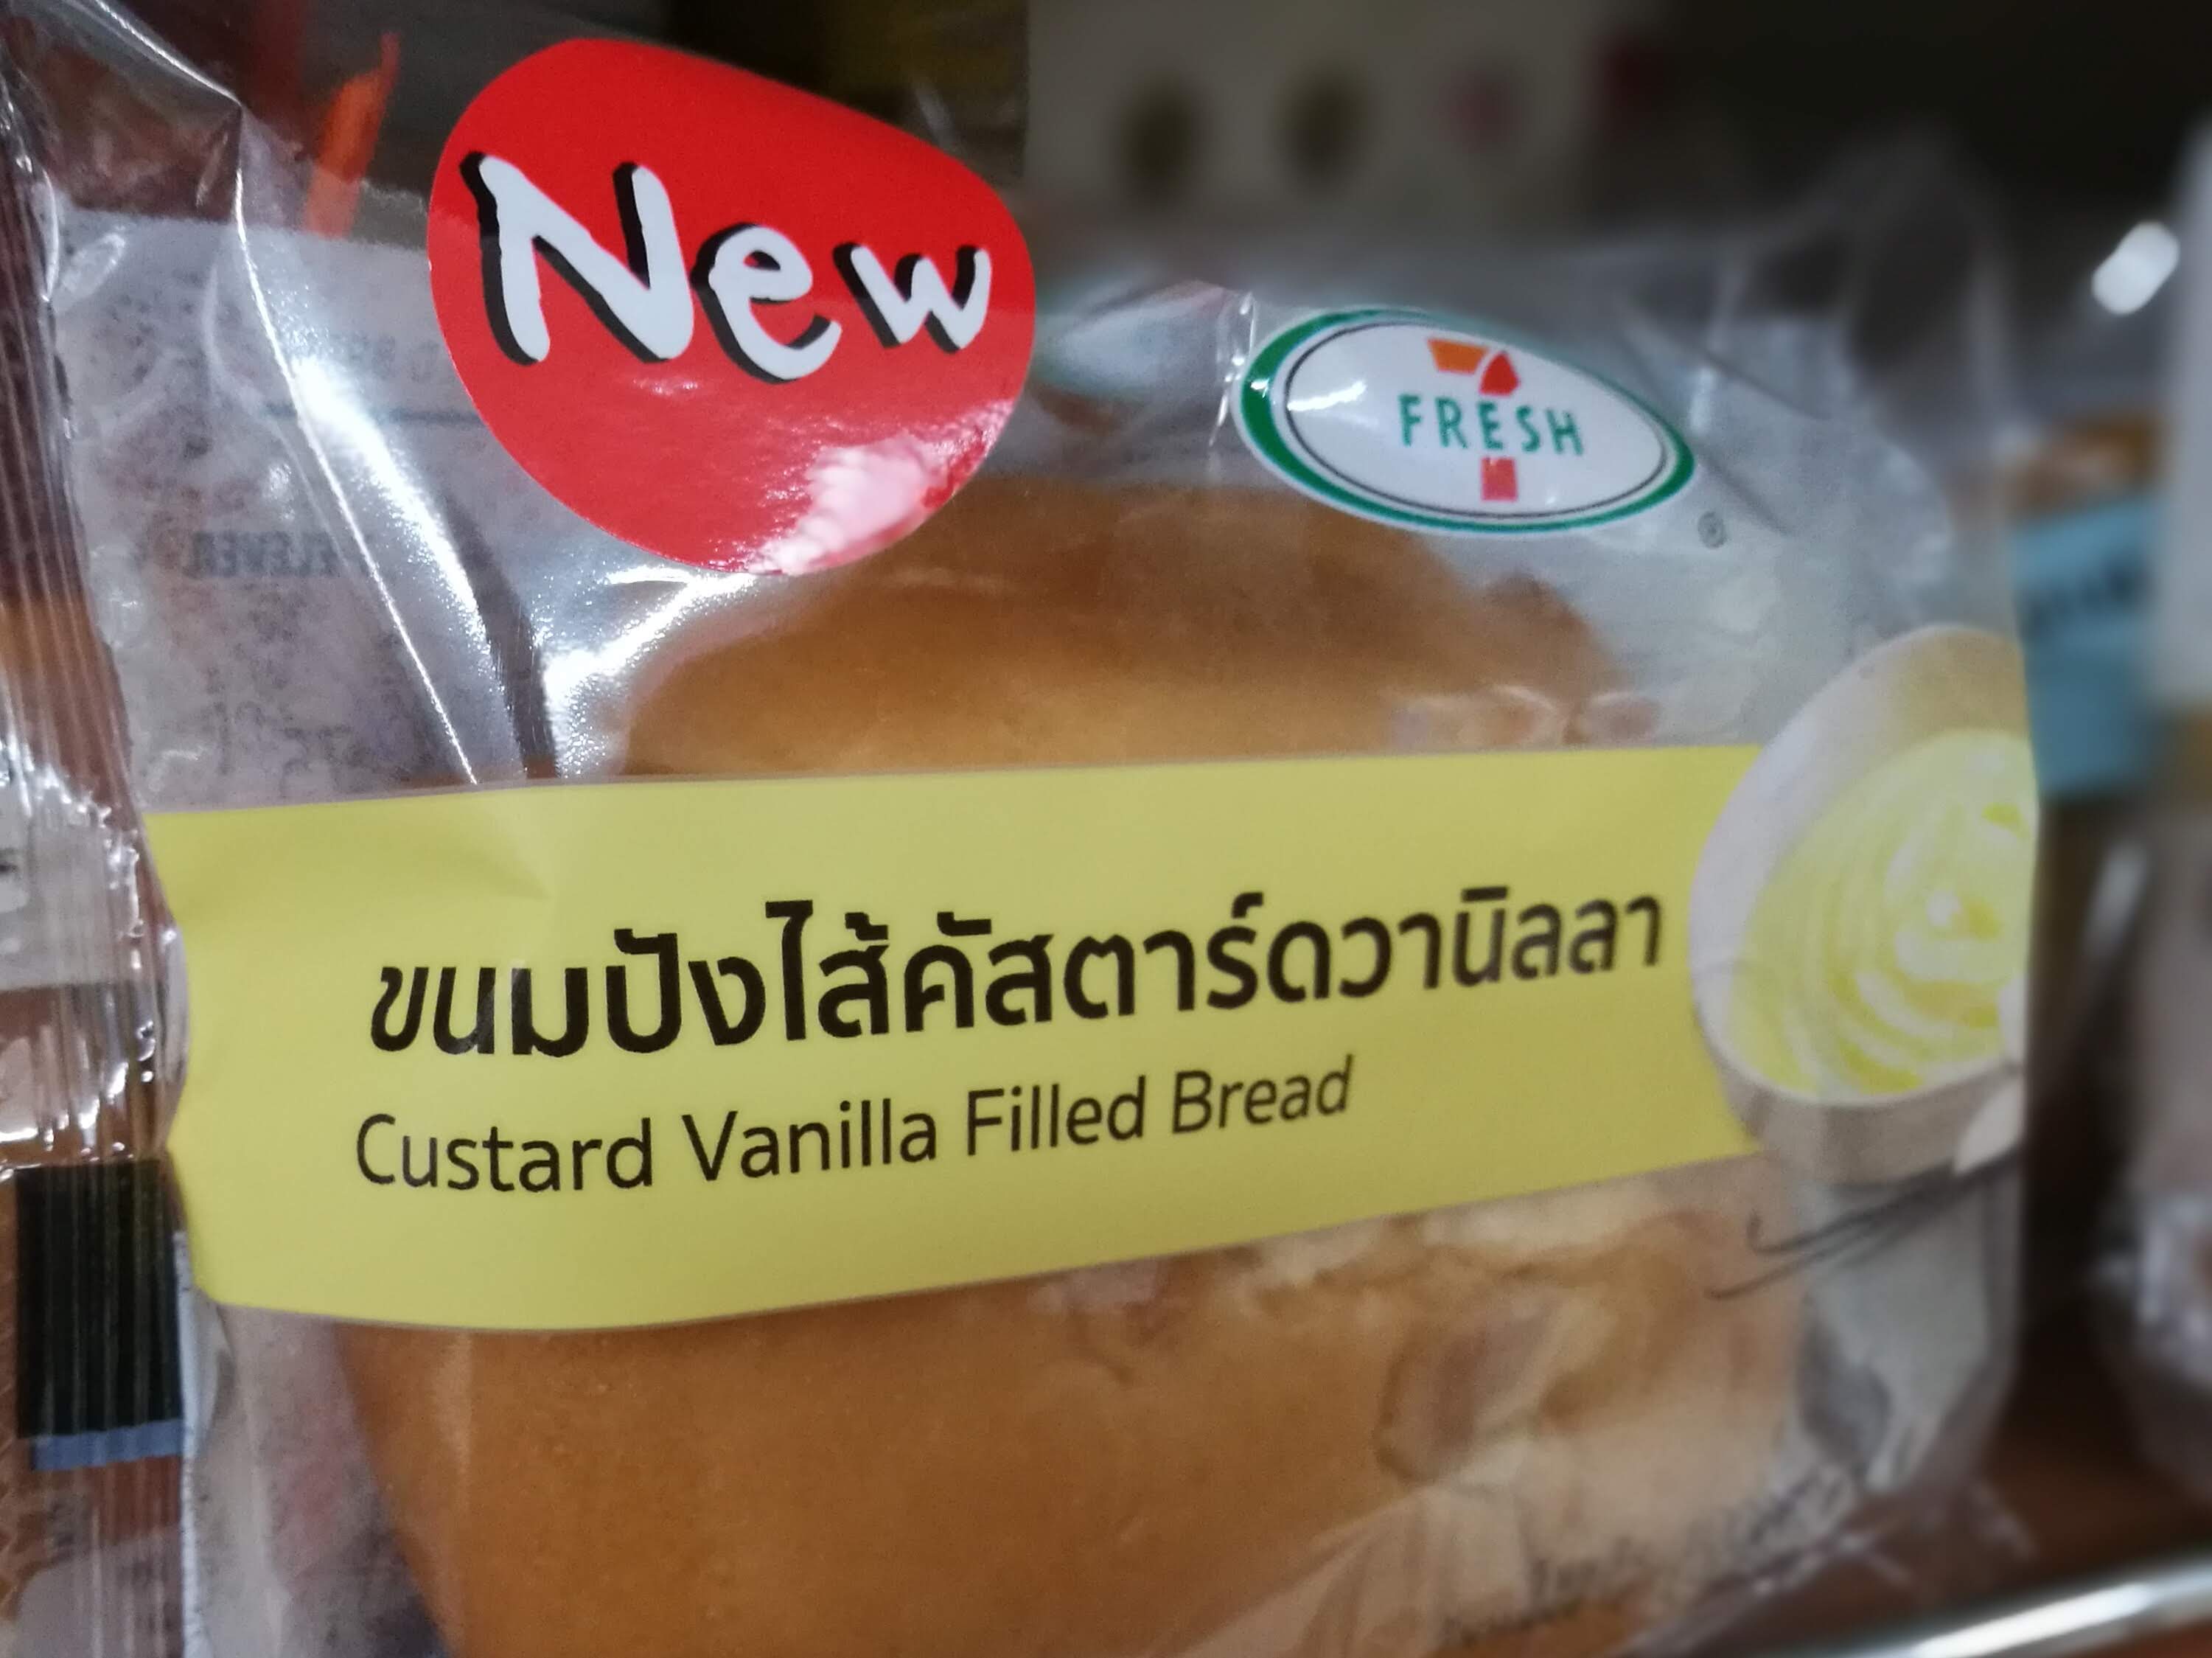 New
7
FRESH
®
ขนมปังไส้คัสตาร์ดวานิลลา
Custard Vanilla Filled Bread